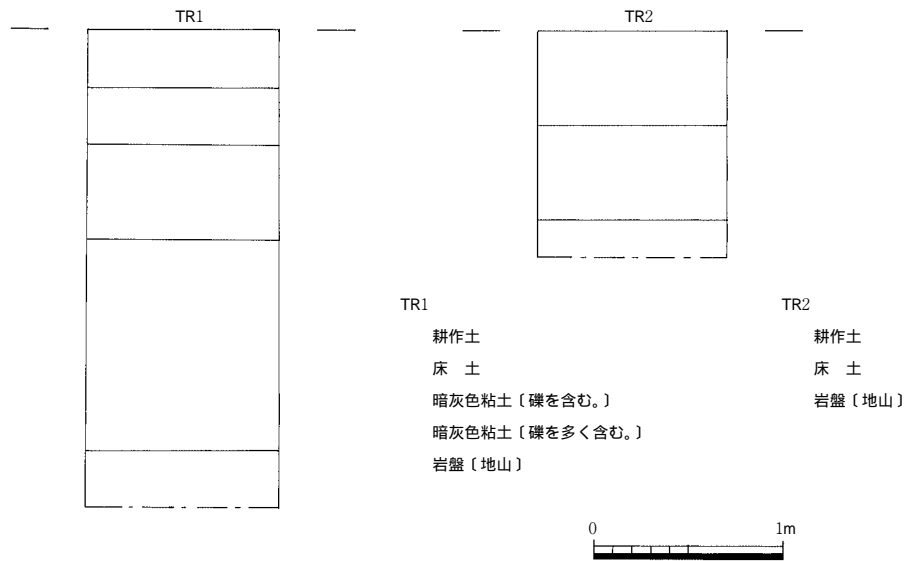 TR1
TR2
TR1
耕作土
床　土
暗灰色粘土〔礫を含む。〕
暗灰色粘土〔礫を多く含む。〕
岩盤〔地山〕
TR2
耕作土
床　土
岩盤〔地山〕
0 1m